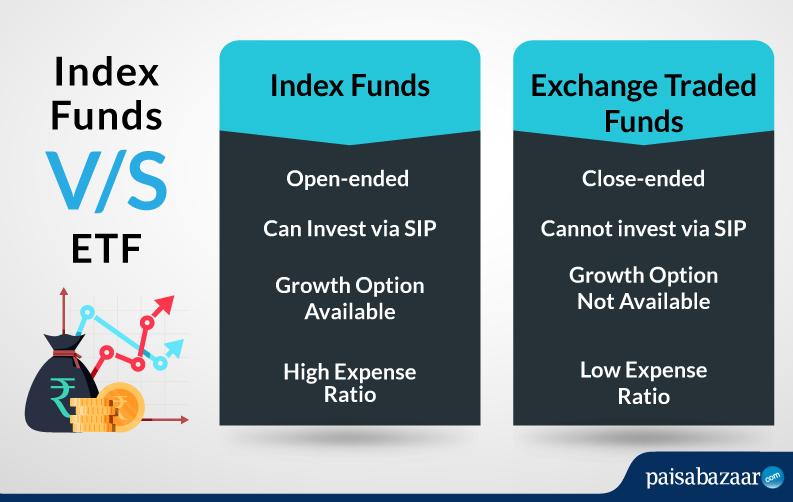 Index
Funds
V/S
ETF
₹
₹
Index Funds
Open-ended
Can Invest via SIP
Growth Option
Available
High Expense
Ratio
Exchange Traded
Funds
Close-ended
Cannot invest via SIP
Growth Option
Not Available
Low Expense
Ratio
paisabazaar.com